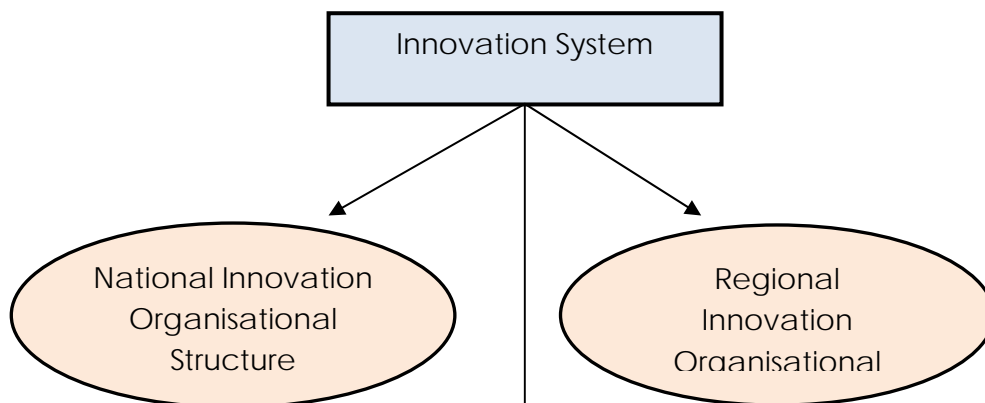 Innovation System
National Innovation
Organisational
Structure
Regional
Innovation
Organisational